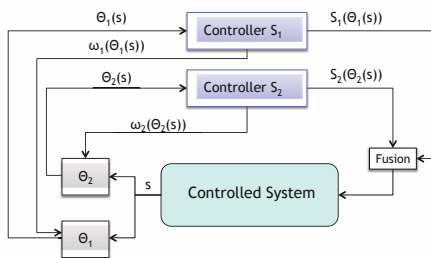 Θ₁(s)
Controller S₁
S₁(Θ₁(s))
ω₁(Θ₁(s))
Θ₂(s)
Controller S₂
S₂(Θ₂(s))
ω₂(Θ₂(s))
Fusion
Θ₂
s
Controlled System
Θ₁